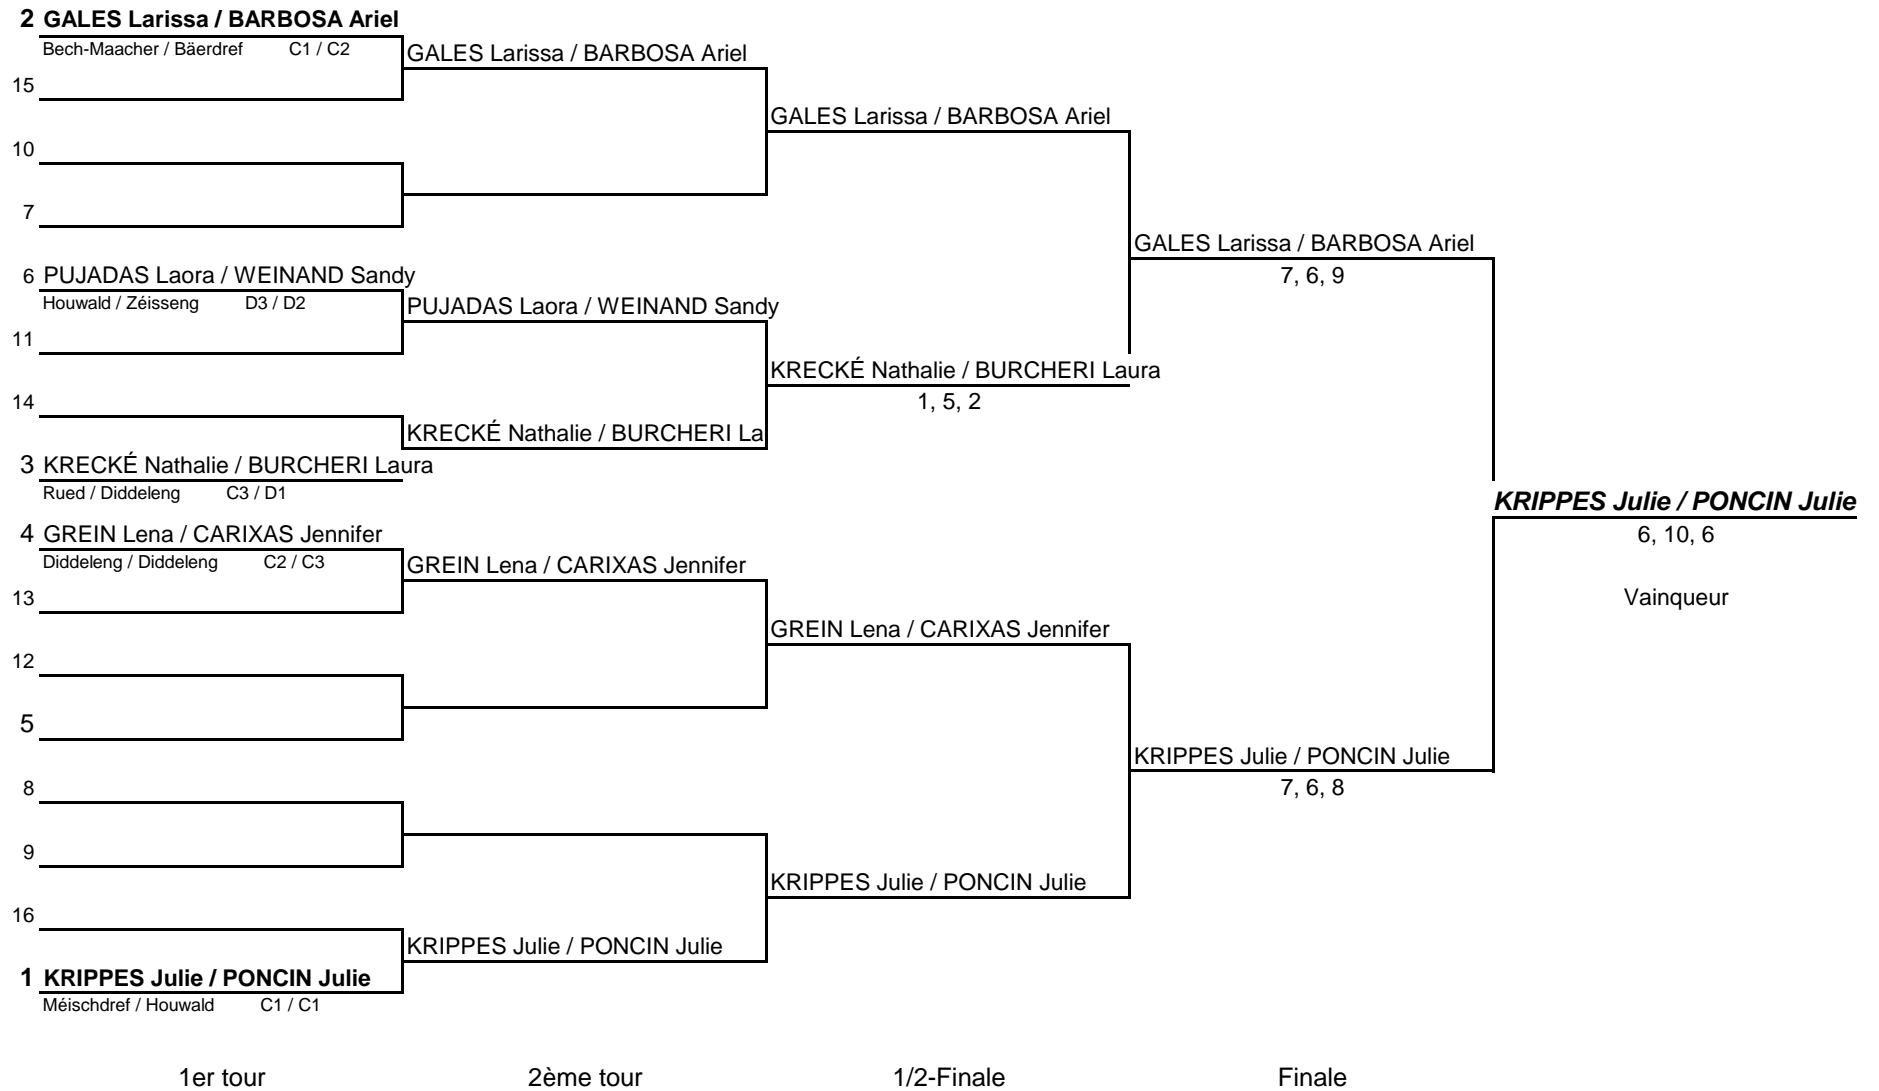 2 GALES Larissa / BARBOSA Ariel
Bech-Maacher / Bäerdref C1 / C2
GALES Larissa / BARBOSA Ariel
15
GALES Larissa / BARBOSA Ariel
10
7
GALES Larissa / BARBOSA Ariel
7, 6, 9
6 PUJADAS Laora / WEINAND Sandy
Houwald / Zéisseng D3 / D2
PUJADAS Laora / WEINAND Sandy
11
KRECKÉ Nathalie / BURCHERI Laura
1, 5, 2
14
KRECKÉ Nathalie / BURCHERI La
3 KRECKÉ Nathalie / BURCHERI Laura
Rued / Diddeleng C3 / D1
KRIPPES Julie / PONCIN Julie
6, 10, 6
Vainqueur
4 GREIN Lena / CARIXAS Jennifer
Diddeleng / Diddeleng C2 / C3
GREIN Lena / CARIXAS Jennifer
13
GREIN Lena / CARIXAS Jennifer
12
5
KRIPPES Julie / PONCIN Julie
7, 6, 8
8
9
KRIPPES Julie / PONCIN Julie
16
KRIPPES Julie / PONCIN Julie
1 KRIPPES Julie / PONCIN Julie
Méischdref / Houwald C1 / C1
1er tour 2ème tour 1/2-Finale Finale